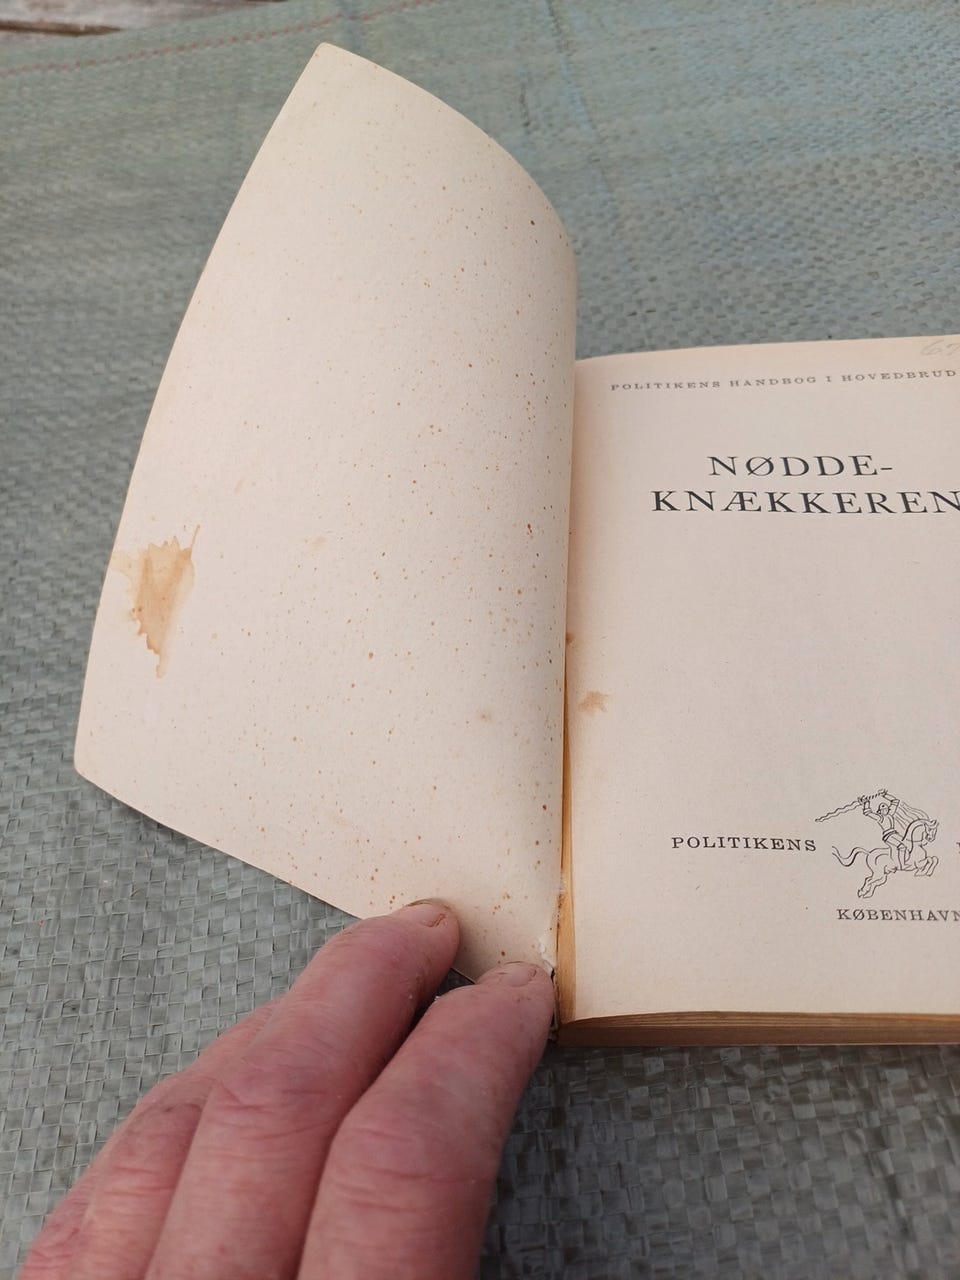 POLITIKENS HANDBOG I HOVEDBRUD
NØDDE-
KNÆKKEREN
POLITIKENS
KØBENHAVN